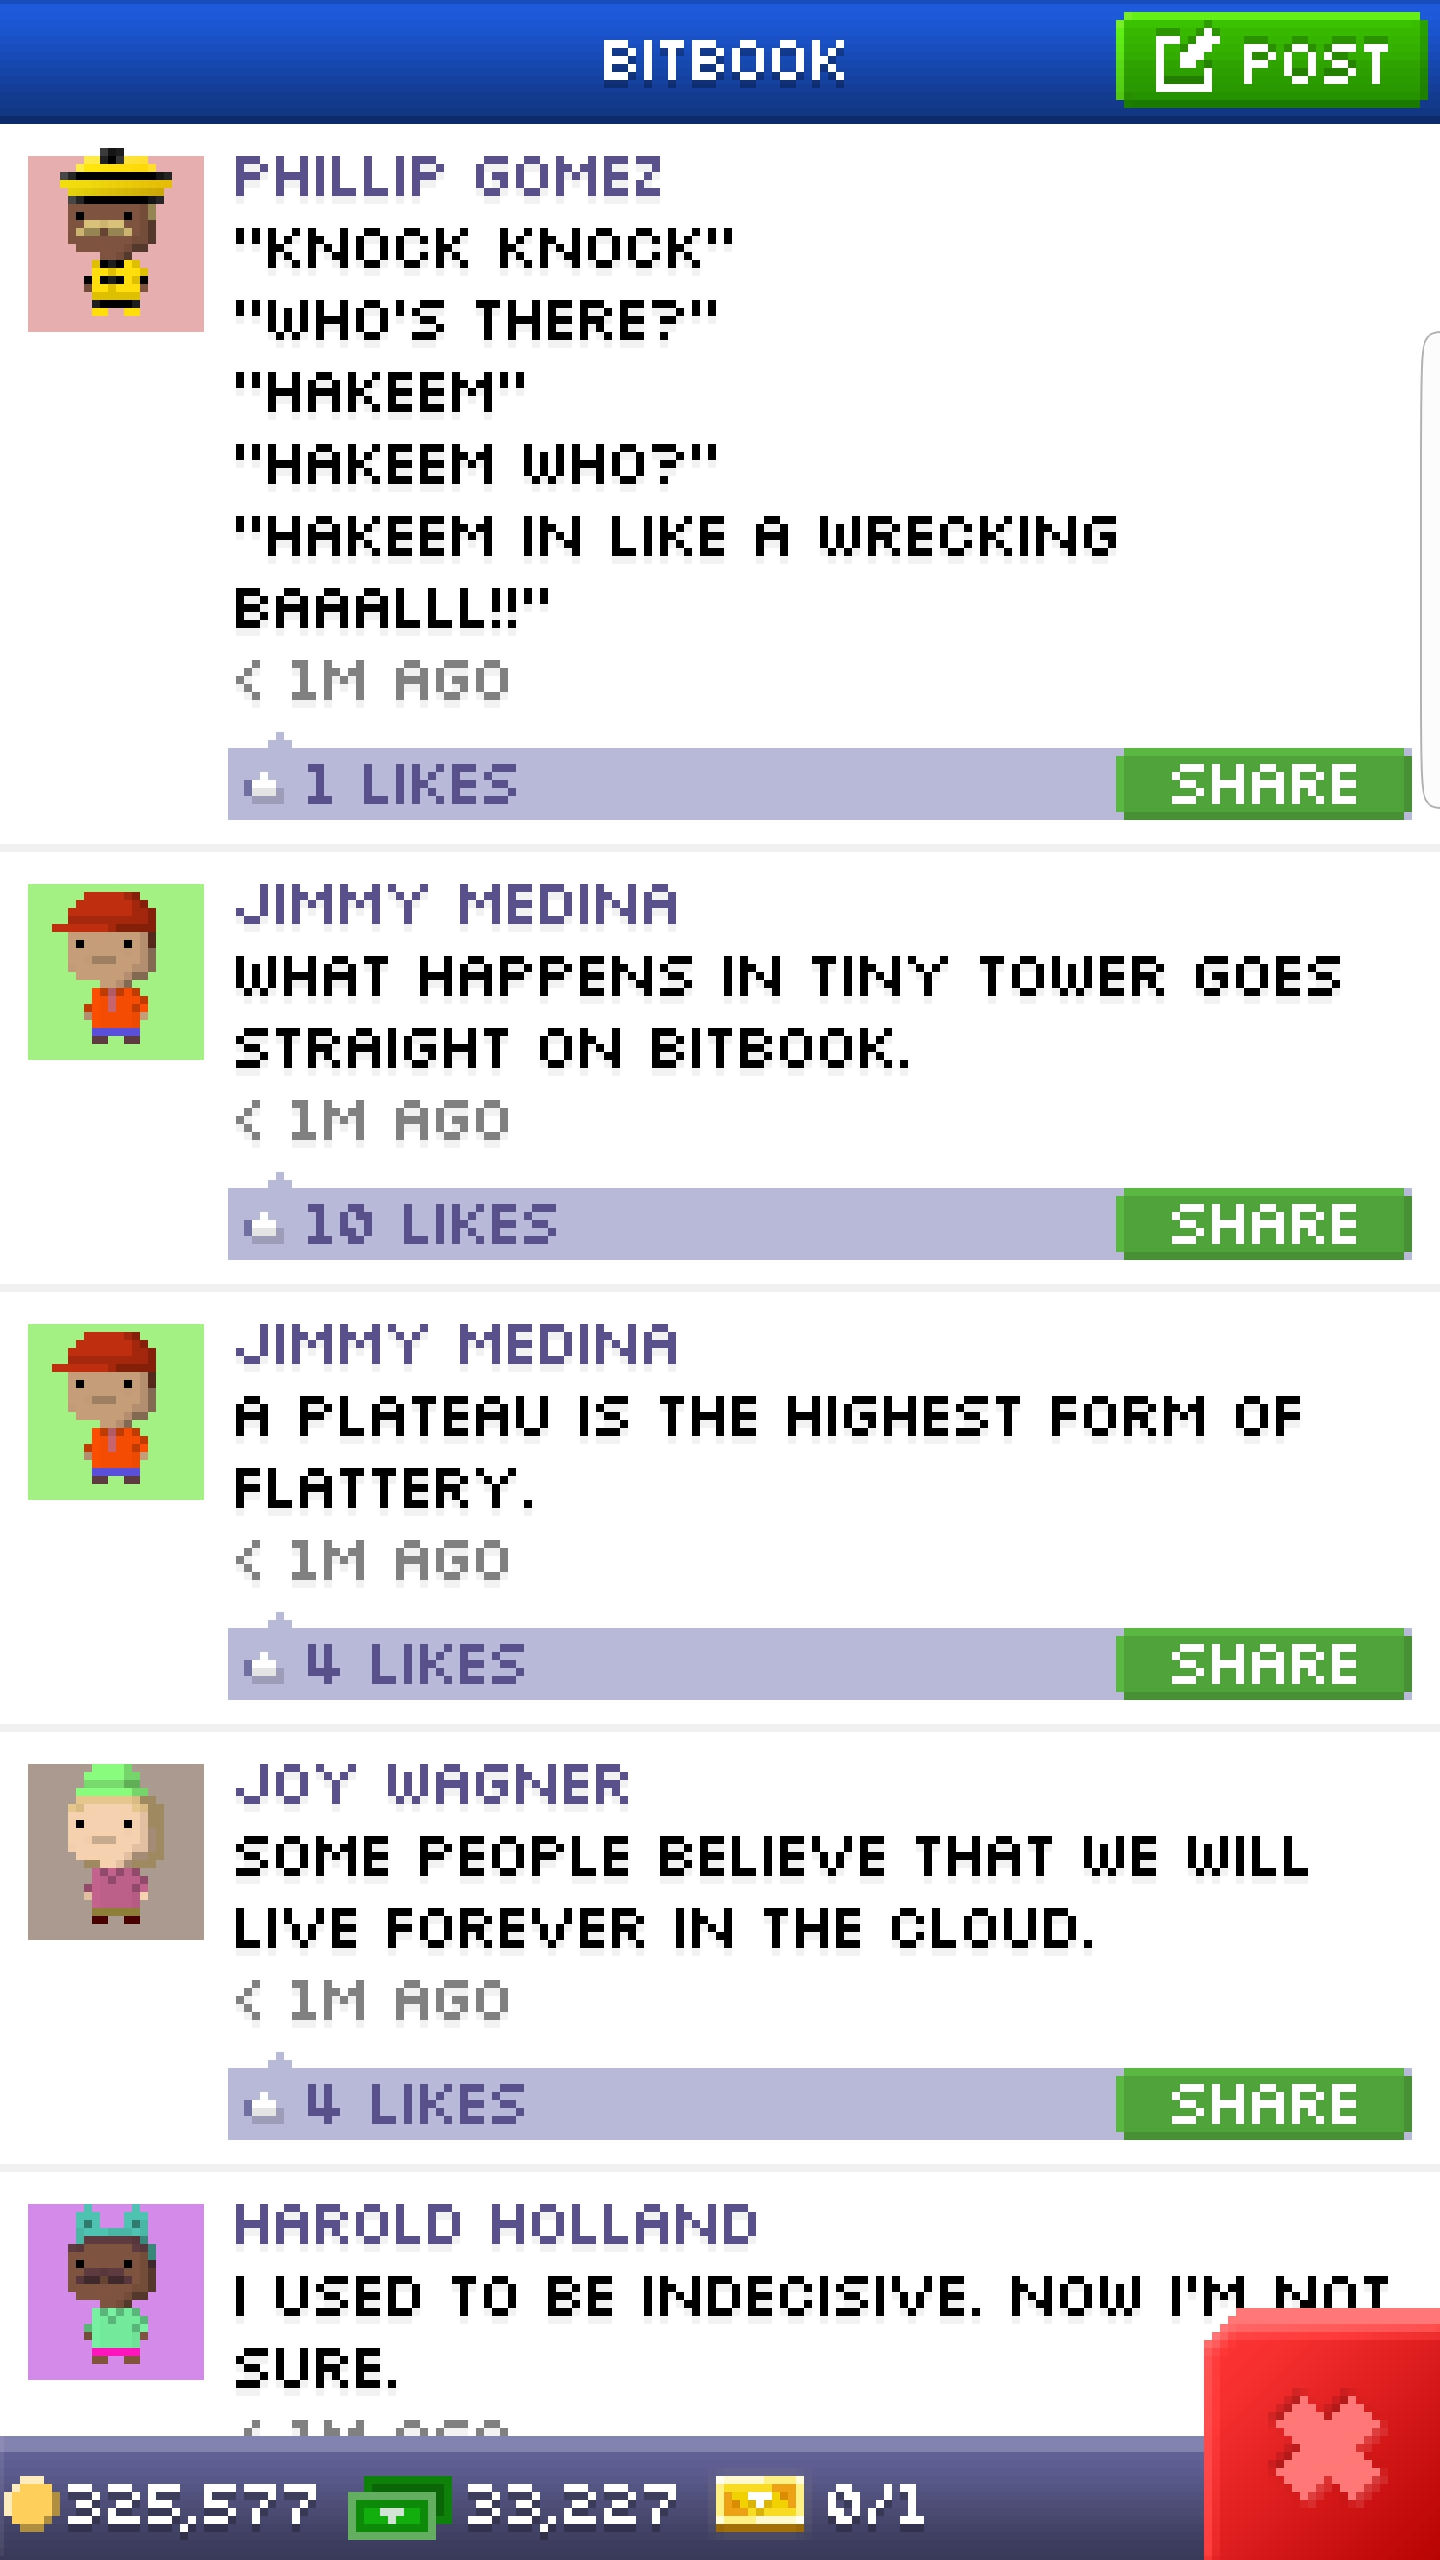 BITBOOK
POST
PHILLIP GOMEZ
"KNOCK KNOCK"
"WHO'S THERE?"
"HAKEEM"
"HAKEEM WHO?"
"HAKEEM IN LIKE A WRECKING
BAAALLL!!"
< 1M AGO
1 LIKES
SHARE
JIMMY MEDINA
WHAT HAPPENS IN TINY TOWER GOES
STRAIGHT ON BITBOOK.
< 1M AGO
10 LIKES
SHARE
JIMMY MEDINA
A PLATEAU IS THE HIGHEST FORM OF
FLATTERY.
< 1M AGO
4 LIKES
SHARE
JOY WAGNER
SOME PEOPLE BELIEVE THAT WE WILL
LIVE FOREVER IN THE CLOUD.
< 1M AGO
4 LIKES
SHARE
HAROLD HOLLAND
I USED TO BE INDECISIVE. NOW I'M NOT
SURE.
< 1M AGO
325,577
33,227
0/1